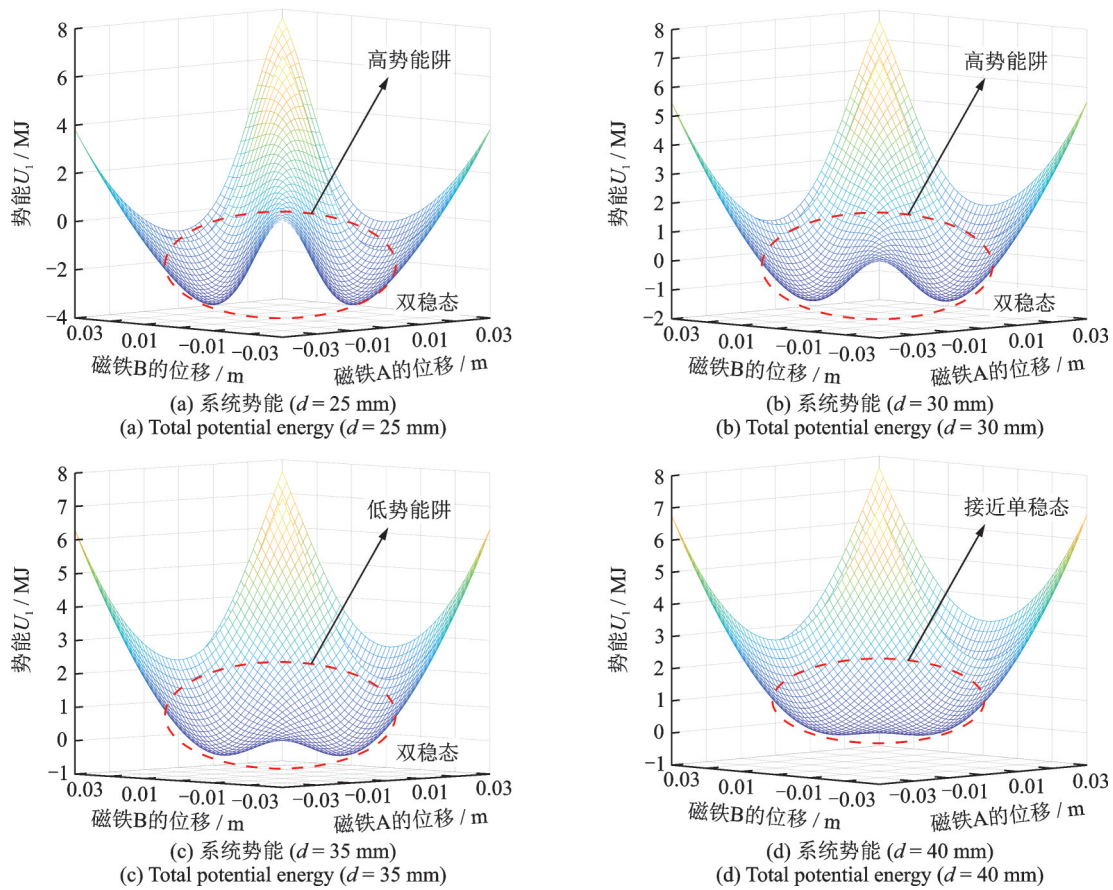 8
6
4
2
0
−2
−4
势能U₁ / MJ
高势能阱
双稳态
0.03
0.01
−0.01
−0.03
−0.03
−0.01
0.01
0.03
磁铁B的位移 / m
磁铁A的位移 / m
(a) 系统势能 (d = 25 mm)
(a) Total potential energy (d = 25 mm)
8
7
6
5
4
3
2
1
0
−1
−2
势能U₁ / MJ
高势能阱
双稳态
0.03
0.01
−0.01
−0.03
−0.03
−0.01
0.01
0.03
磁铁B的位移 / m
磁铁A的位移 / m
(b) 系统势能 (d = 30 mm)
(b) Total potential energy (d = 30 mm)
8
7
6
5
4
3
2
1
0
−1
势能U₁ / MJ
低势能阱
双稳态
0.03
0.01
−0.01
−0.03
−0.03
−0.01
0.01
0.03
磁铁B的位移 / m
磁铁A的位移 / m
(c) 系统势能 (d = 35 mm)
(c) Total potential energy (d = 35 mm)
8
7
6
5
4
3
2
1
0
−1
势能U₁ / MJ
接近单稳态
0.03
0.01
−0.01
−0.03
−0.03
−0.01
0.01
0.03
磁铁B的位移 / m
磁铁A的位移 / m
(d) 系统势能 (d = 40 mm)
(d) Total potential energy (d = 40 mm)